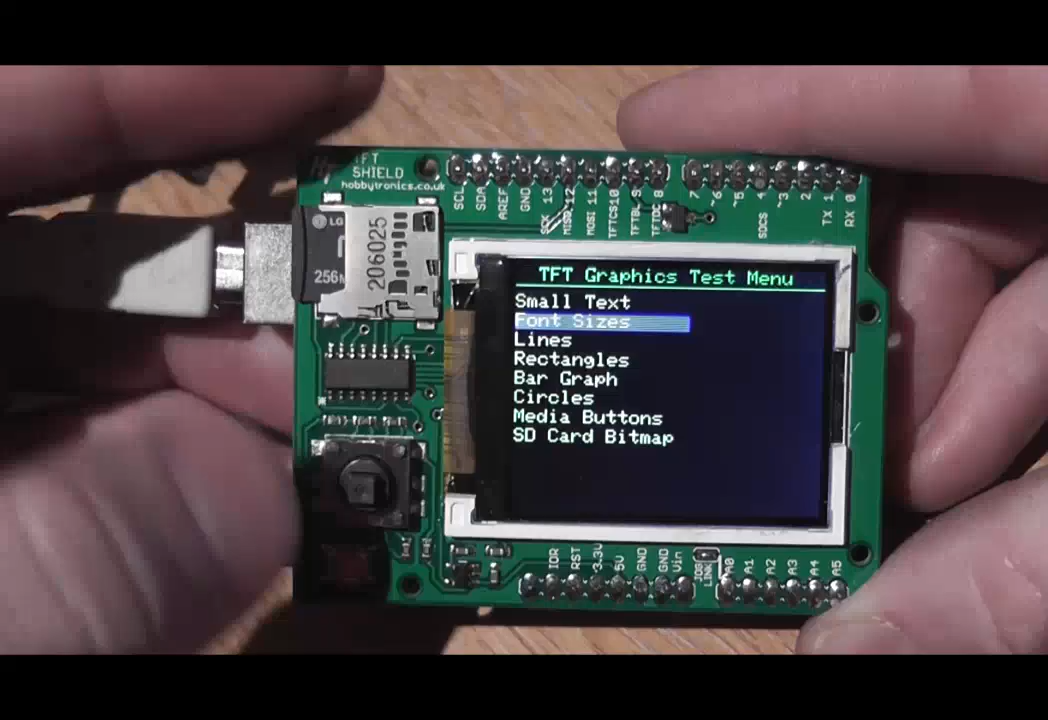 TFT
SHIELD
hobbytronics.co.uk
SCL
SDA
AREF
GND
SCK 13
MISO 12
MOSI 11
TFTCS10
TFTBL 9
TFTDC 8
7
~6
~5
SDCS 4
~3
2
TX 1
RX 0
LG
256
206025
TFT Graphics Test Menu
Small Text
Font Sizes
Lines
Rectangles
Bar Graph
Circles
Media Buttons
SD Card Bitmap
IOR
RST
3.3V
5V
GND
GND
Vin
JOG
LINK
A0
A1
A2
A3
A4
A5